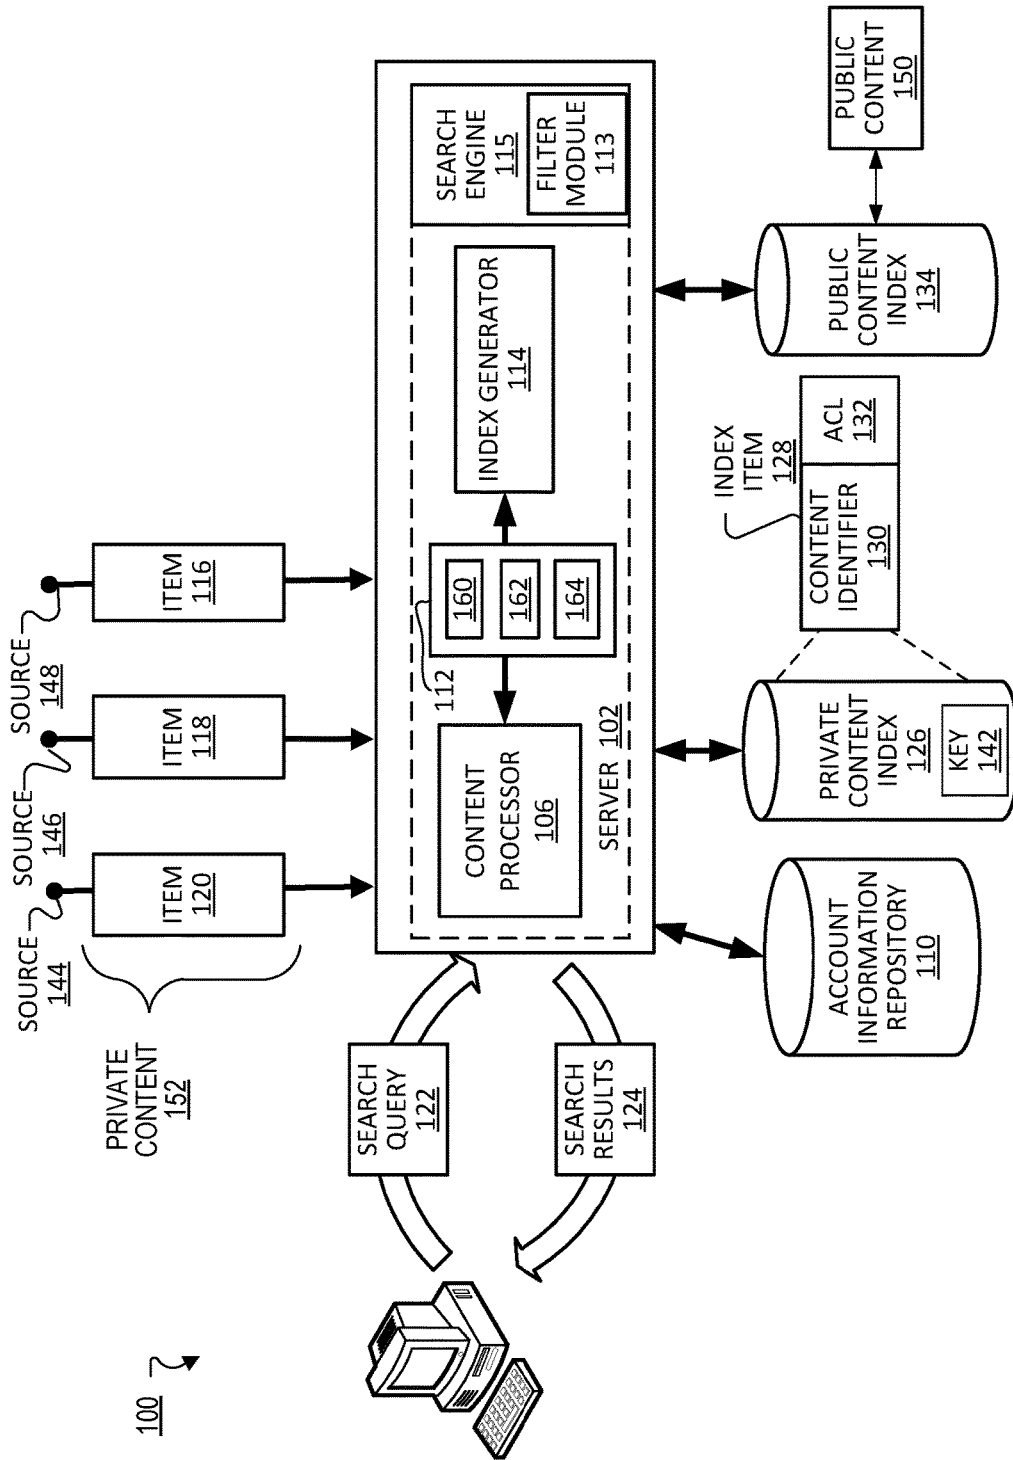 100
PRIVATE
CONTENT
152
SOURCE
144
SOURCE
146
SOURCE
148
ITEM
120
ITEM
118
ITEM
116
SEARCH
QUERY
122
SEARCH
RESULTS
124
CONTENT
PROCESSOR
106
112
160
162
164
INDEX GENERATOR
114
SEARCH
ENGINE
115
FILTER
MODULE
113
SERVER 102
ACCOUNT
INFORMATION
REPOSITORY
110
PRIVATE
CONTENT
INDEX
126
KEY
142
INDEX
ITEM
128
CONTENT
IDENTIFIER
130
ACL
132
PUBLIC
CONTENT
INDEX
134
PUBLIC
CONTENT
150